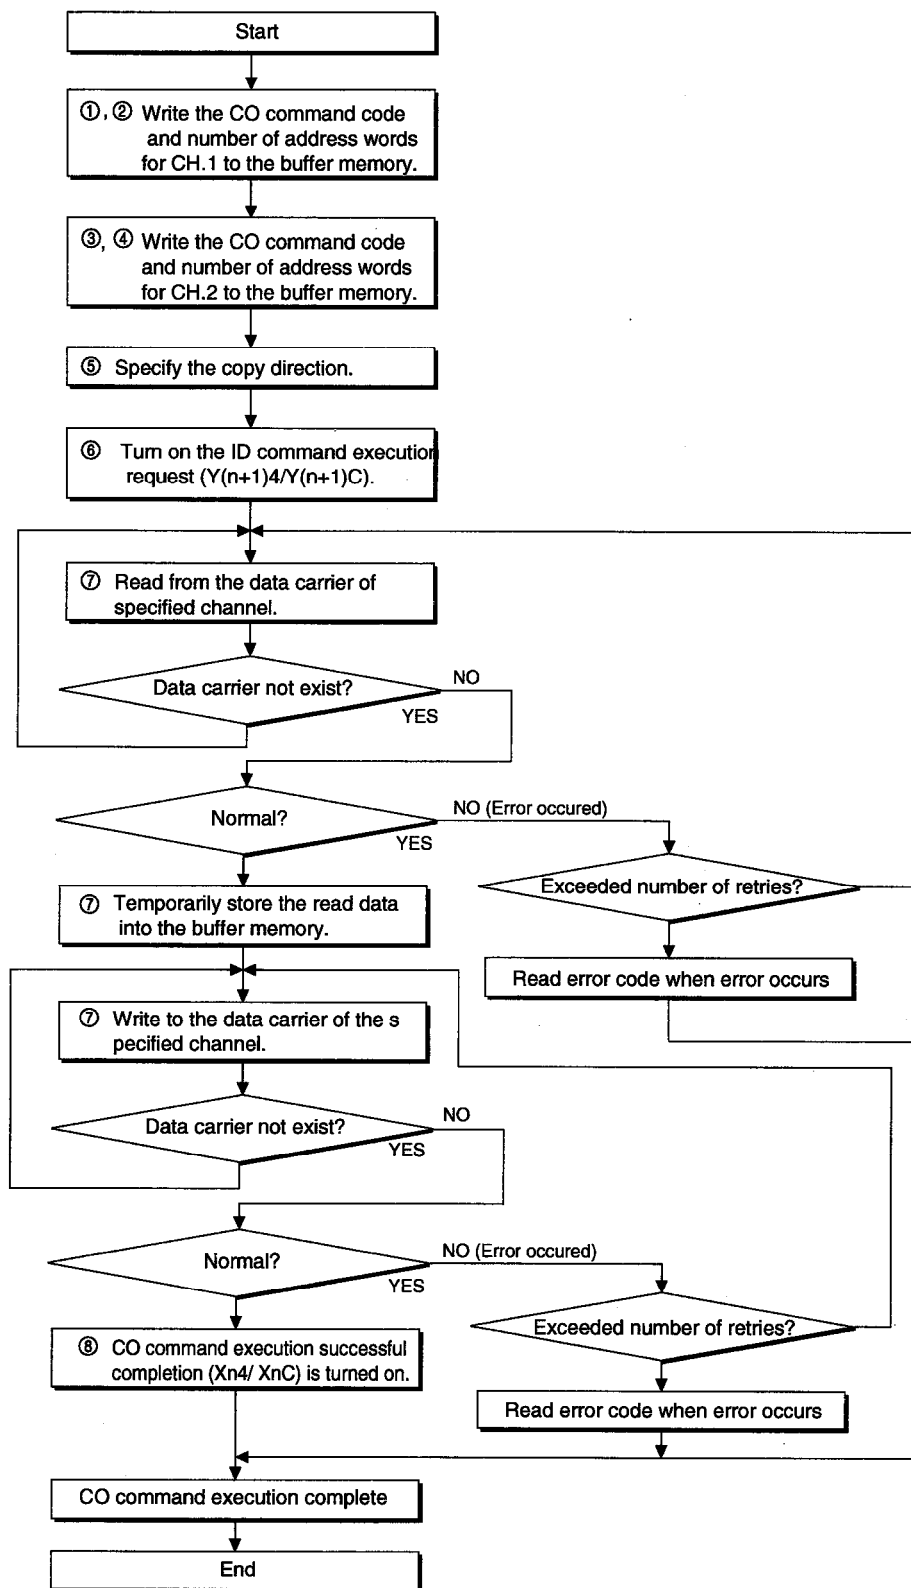 Start
①, ② Write the CO command code
and number of address words
for CH.1 to the buffer memory.
③, ④ Write the CO command code
and number of address words
for CH.2 to the buffer memory.
⑤ Specify the copy direction.
⑥ Turn on the ID command execution
request (Y(n+1)4/Y(n+1)C).
⑦ Read from the data carrier of
specified channel.
Data carrier not exist?
NO
YES
Normal?
NO (Error occured)
YES
Exceeded number of retries?
⑦ Temporarily store the read data
into the buffer memory.
Read error code when error occurs
⑦ Write to the data carrier of the s
pecified channel.
Data carrier not exist?
NO
YES
Normal?
NO (Error occured)
YES
Exceeded number of retries?
⑧ CO command execution successful
completion (Xn4/ XnC) is turned on.
Read error code when error occurs
CO command execution complete
End